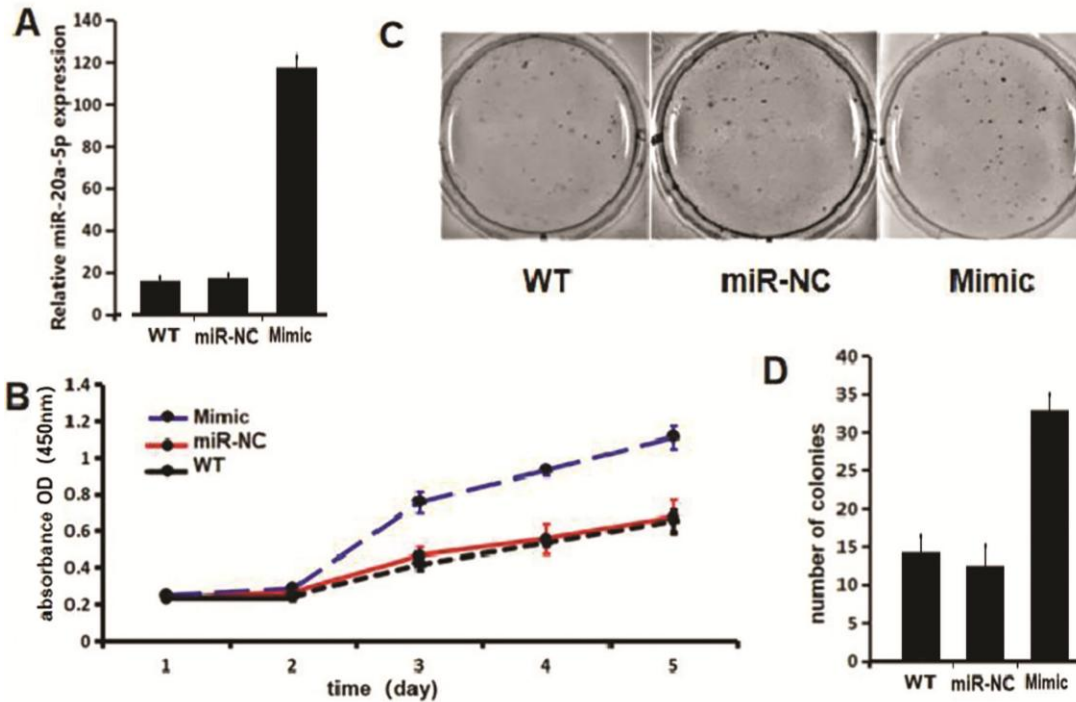 A
Relative miR-20a-5p expression
140
120
100
80
60
40
20
0
WT miR-NC Mimic
C
WT miR-NC Mimic
B
absorbance OD (450nm)
1.4
1.2
1
0.8
0.6
0.4
0.2
0
Mimic
miR-NC
WT
1 2 3 4 5
time (day)
D
number of colonies
40
35
30
25
20
15
10
5
0
WT miR-NC Mimic